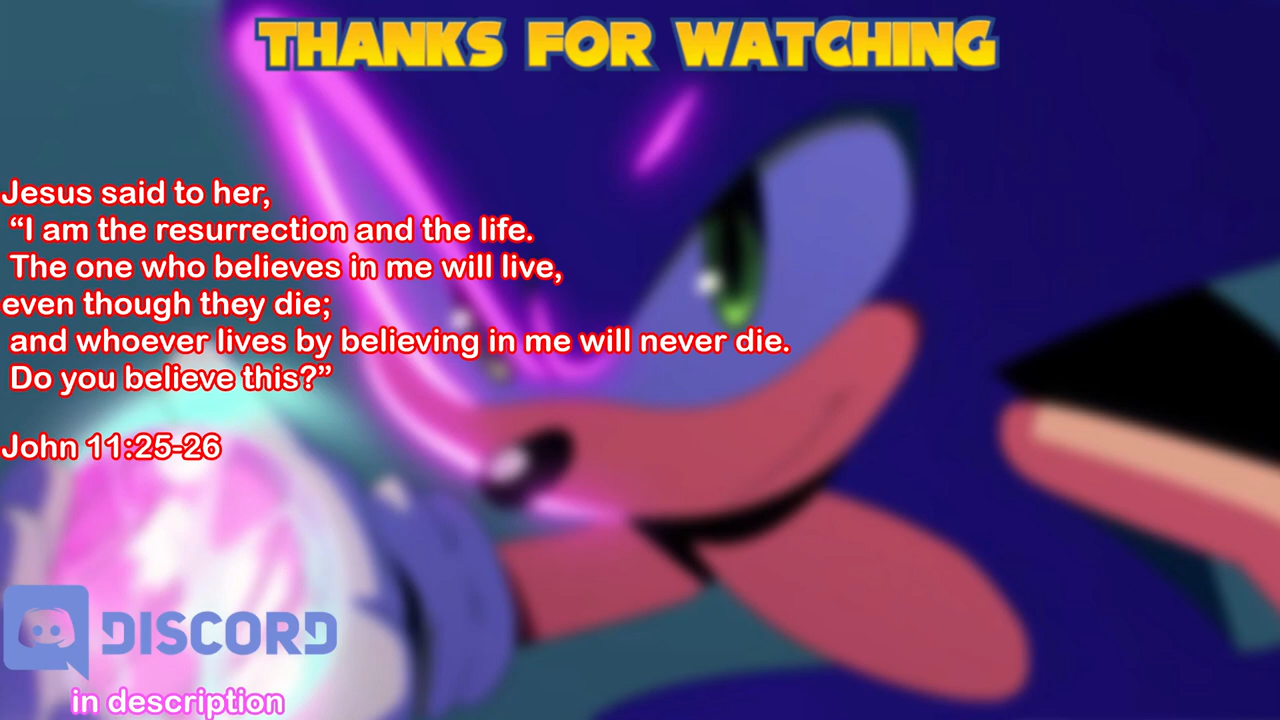 THANKS FOR WATCHING
Jesus said to her,
“I am the resurrection and the life.
The one who believes in me will live,
even though they die;
and whoever lives by believing in me will never die.
Do you believe this?”
John 11:25-26
DISCORD
in description